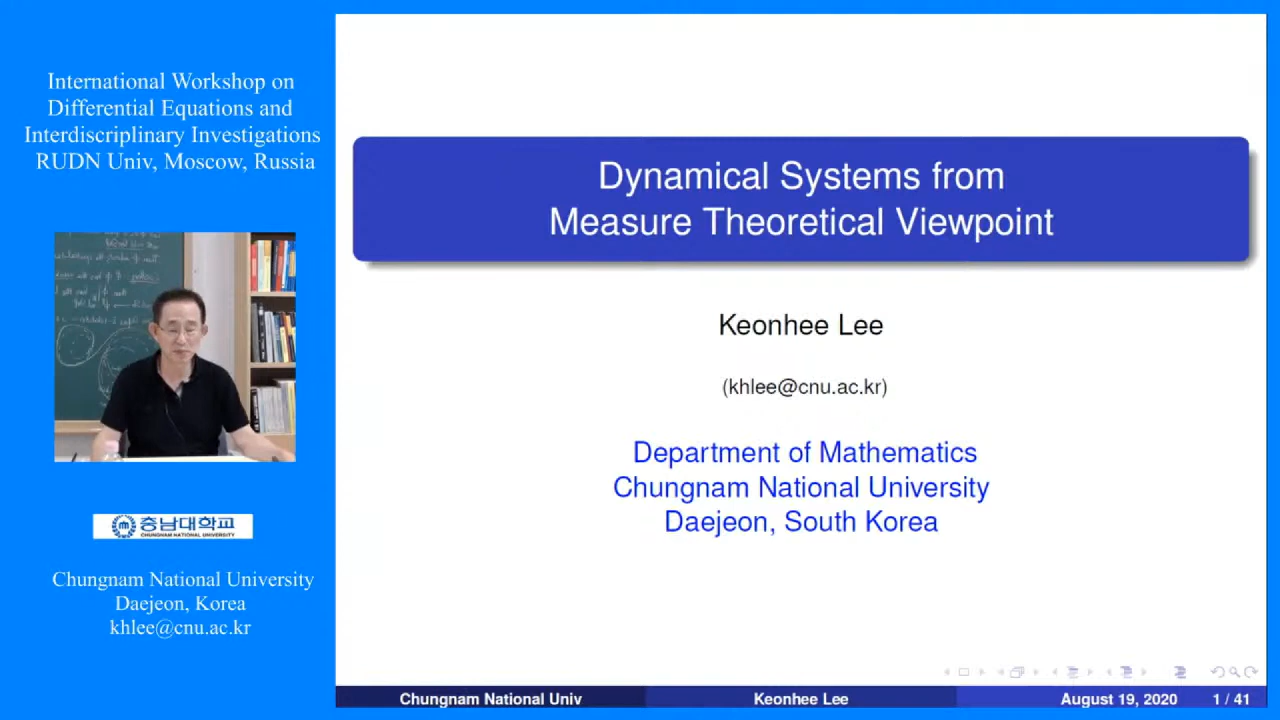 International Workshop on
Differential Equations and
Interdisciplinary Investigations
RUDN Univ, Moscow, Russia
충남대학교
CHUNGNAM NATIONAL UNIVERSITY
Chungnam National University
Daejeon, Korea
khlee@cnu.ac.kr
Dynamical Systems from
Measure Theoretical Viewpoint
Keonhee Lee
(khlee@cnu.ac.kr)
Department of Mathematics
Chungnam National University
Daejeon, South Korea
Chungnam National Univ
Keonhee Lee
August 19, 2020
1 / 41